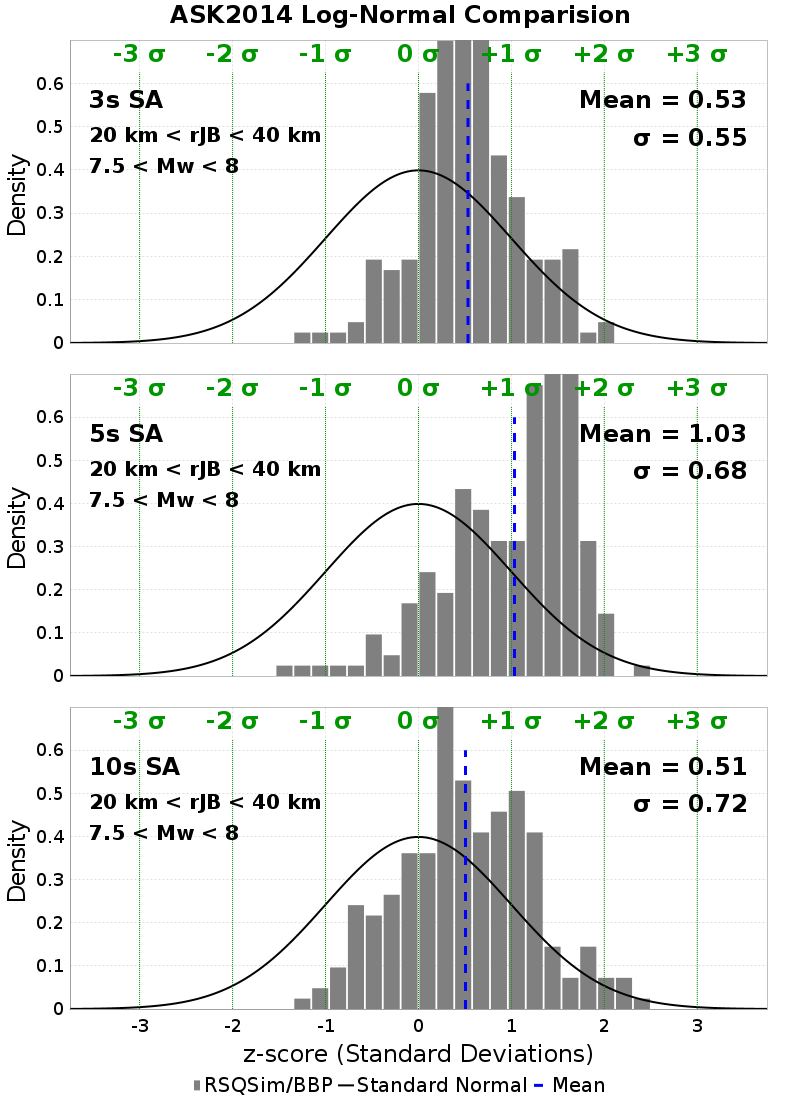 ASK2014 Log-Normal Comparision
-3 σ -2 σ -1 σ 0 σ +1 σ +2 σ +3 σ
0.6
3s SA Mean = 0.53
0.5
20 km < rJB < 40 km σ = 0.55
7.5 < Mw < 8
0.4
Density
0.3
0.2
0.1
0
-3 σ -2 σ -1 σ 0 σ +1 σ +2 σ +3 σ
0.6
5s SA Mean = 1.03
0.5
20 km < rJB < 40 km σ = 0.68
7.5 < Mw < 8
0.4
Density
0.3
0.2
0.1
0
-3 σ -2 σ -1 σ 0 σ +1 σ +2 σ +3 σ
0.6
10s SA Mean = 0.51
0.5
20 km < rJB < 40 km σ = 0.72
7.5 < Mw < 8
0.4
Density
0.3
0.2
0.1
0
-3 -2 -1 0 1 2 3
z-score (Standard Deviations)
RSQSim/BBP Standard Normal Mean